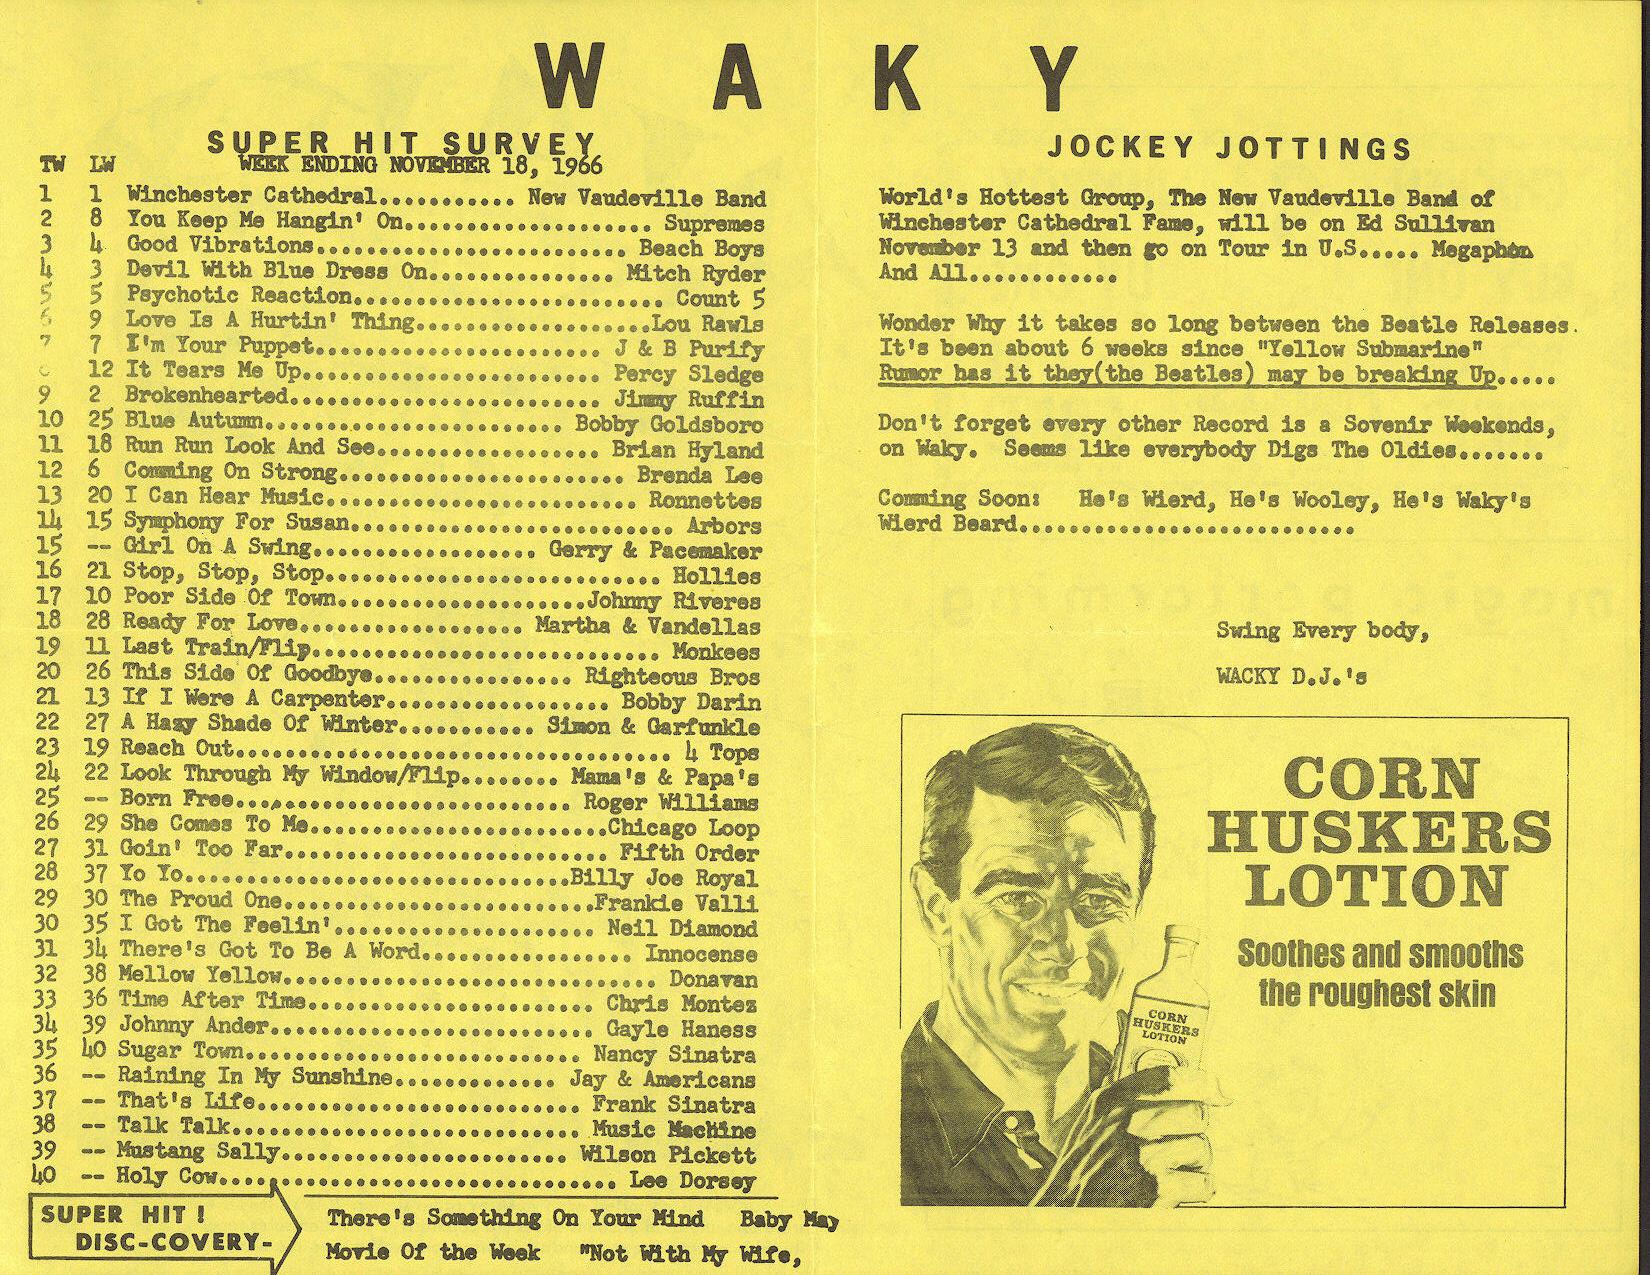 W A K Y
SUPER HIT SURVEY
TW LW WEEK ENDING NOVEMBER 18, 1966
1 1 Winchester Cathedral........... New Vaudeville Band
2 8 You Keep Me Hangin' On.................... Supremes
3 4 Good Vibrations......................... Beach Boys
4 3 Devil With Blue Dress On............... Mitch Ryder
5 5 Psychotic Reaction......................... Count 5
6 9 Love Is A Hurtin' Thing...................Lou Rawls
7 7 I'm Your Puppet....................... J & B Purify
12 It Tears Me Up........................ Percy Sledge
9 2 Brokenhearted......................... Jimmy Ruffin
10 25 Blue Autumn........................ Bobby Goldsboro
11 18 Run Run Look And See.................... Brian Hyland
12 6 Comming On Strong....................... Brenda Lee
13 20 I Can Hear Music......................... Ronnettes
14 15 Symphony For Susan.......................... Arbors
15 -- Girl On A Swing.................. Gerry & Pacemaker
16 21 Stop, Stop, Stop........................... Hollies
17 10 Poor Side Of Town....................Johnny Riveres
18 28 Ready For Love.................. Martha & Vandellas
19 11 Last Train/Flip............................ Monkees
20 26 This Side Of Goodbye................ Righteous Bros
21 13 If I Were A Carpenter.................. Bobby Darin
22 27 A Hazy Shade Of Winter........... Simon & Garfunkle
23 19 Reach Out................................... 4 Tops
24 22 Look Through My Window/Flip........ Mama's & Papa's
25 -- Born Free........................... Roger Williams
26 29 She Comes To Me........................Chicago Loop
27 31 Goin' Too Far.......................... Fifth Order
28 37 Yo Yo...............................Billy Joe Royal
29 30 The Proud One.........................Frankie Valli
30 35 I Got The Feelin'...................... Neil Diamond
31 34 There's Got To Be A Word................. Innocense
32 38 Mellow Yellow.............................. Donavan
33 36 Time After Time........................ Chris Montez
34 39 Johnny Ander........................... Gayle Haness
35 40 Sugar Town........................... Nancy Sinatra
36 -- Raining In My Sunshine............. Jay & Americans
37 -- That's Life.......................... Frank Sinatra
38 -- Talk Talk............................ Music Machine
39 -- Mustang Sally....................... Wilson Pickett
40 -- Holy Cow................................ Lee Dorsey
SUPER HIT!
DISC-COVERY-
There's Something On Your Mind Baby May
Movie Of the Week "Not With My Wife,
JOCKEY JOTTINGS
World's Hottest Group, The New Vaudeville Band of
Winchester Cathedral Fame, will be on Ed Sullivan
November 13 and then go on Tour in U.S..... Megaphon
And All............
Wonder Why it takes so long between the Beatle Releases.
It's been about 6 weeks since "Yellow Submarine"
Rumor has it they(the Beatles) may be breaking Up.....
Don't forget every other Record is a Sovenir Weekends,
on Waky. Seems like everybody Digs The Oldies.......
Comming Soon: He's Wierd, He's Wooley, He's Waky's
Wierd Beard...........................
Swing Every body,
WACKY D.J.'s
CORN
HUSKERS
LOTION
Soothes and smooths
the roughest skin
CORN
HUSKERS
LOTION